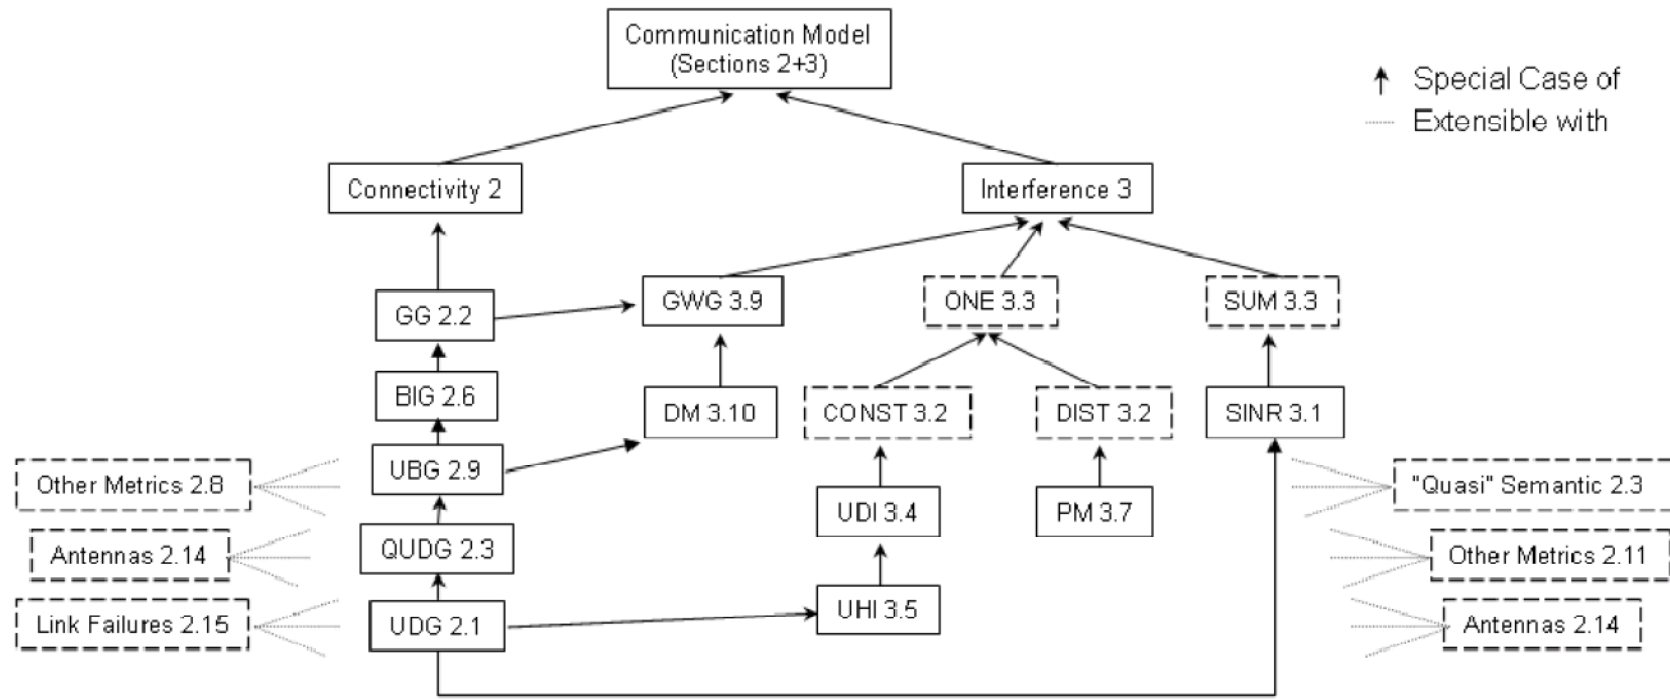 Communication Model
(Sections 2+3)
Special Case of
Extensible with
Connectivity 2
Interference 3
GG 2.2
GWG 3.9
ONE 3.3
SUM 3.3
BIG 2.6
DM 3.10
CONST 3.2
DIST 3.2
SINR 3.1
Other Metrics 2.8
UBG 2.9
UDI 3.4
PM 3.7
"Quasi" Semantic 2.3
Antennas 2.14
QUDG 2.3
Other Metrics 2.11
Link Failures 2.15
UDG 2.1
UHI 3.5
Antennas 2.14